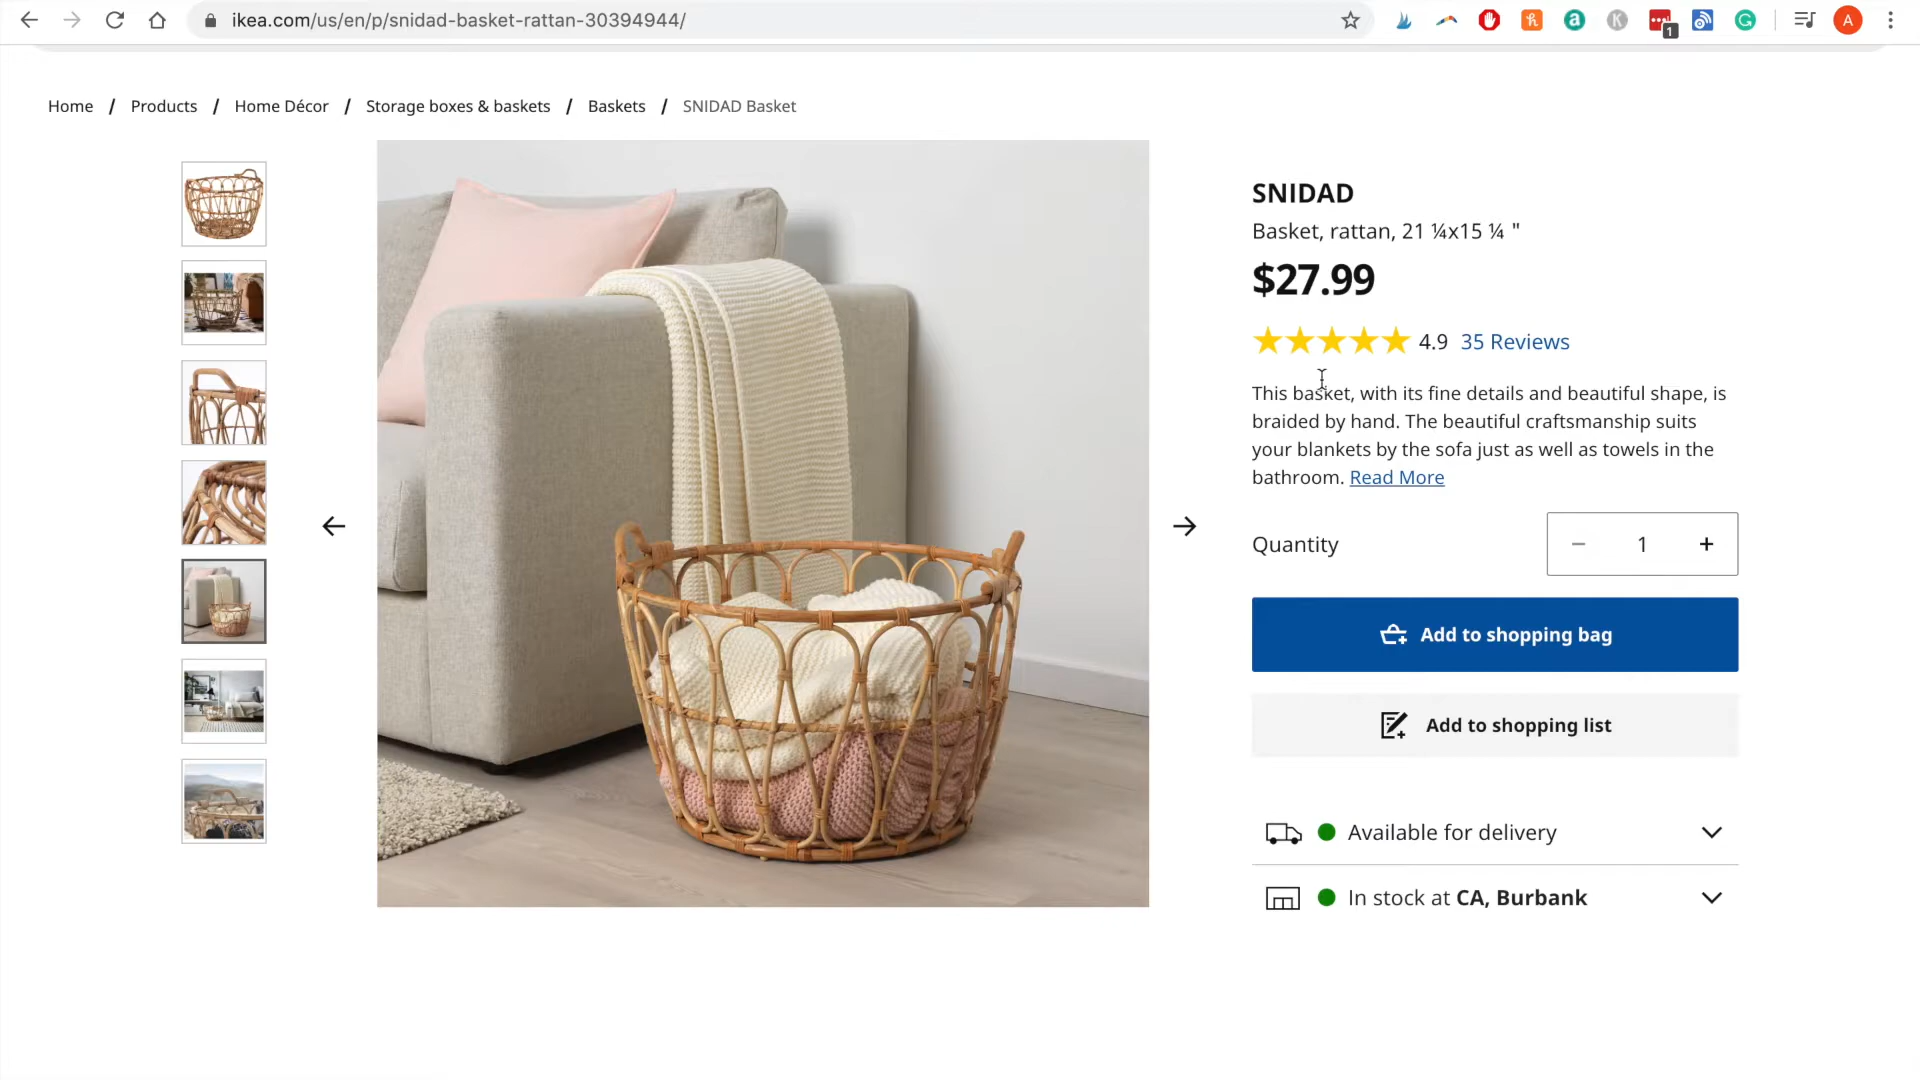 ikea.com/us/en/p/snidad-basket-rattan-30394944/
1
A
Home / Products / Home Décor / Storage boxes & baskets / Baskets / SNIDAD Basket
SNIDAD
Basket, rattan, 21 ¼x15 ¼ "
$27.99
4.9 35 Reviews
This basket, with its fine details and beautiful shape, is
braided by hand. The beautiful craftsmanship suits
your blankets by the sofa just as well as towels in the
bathroom. Read More
Quantity − 1 +
Add to shopping bag
Add to shopping list
Available for delivery
In stock at CA, Burbank